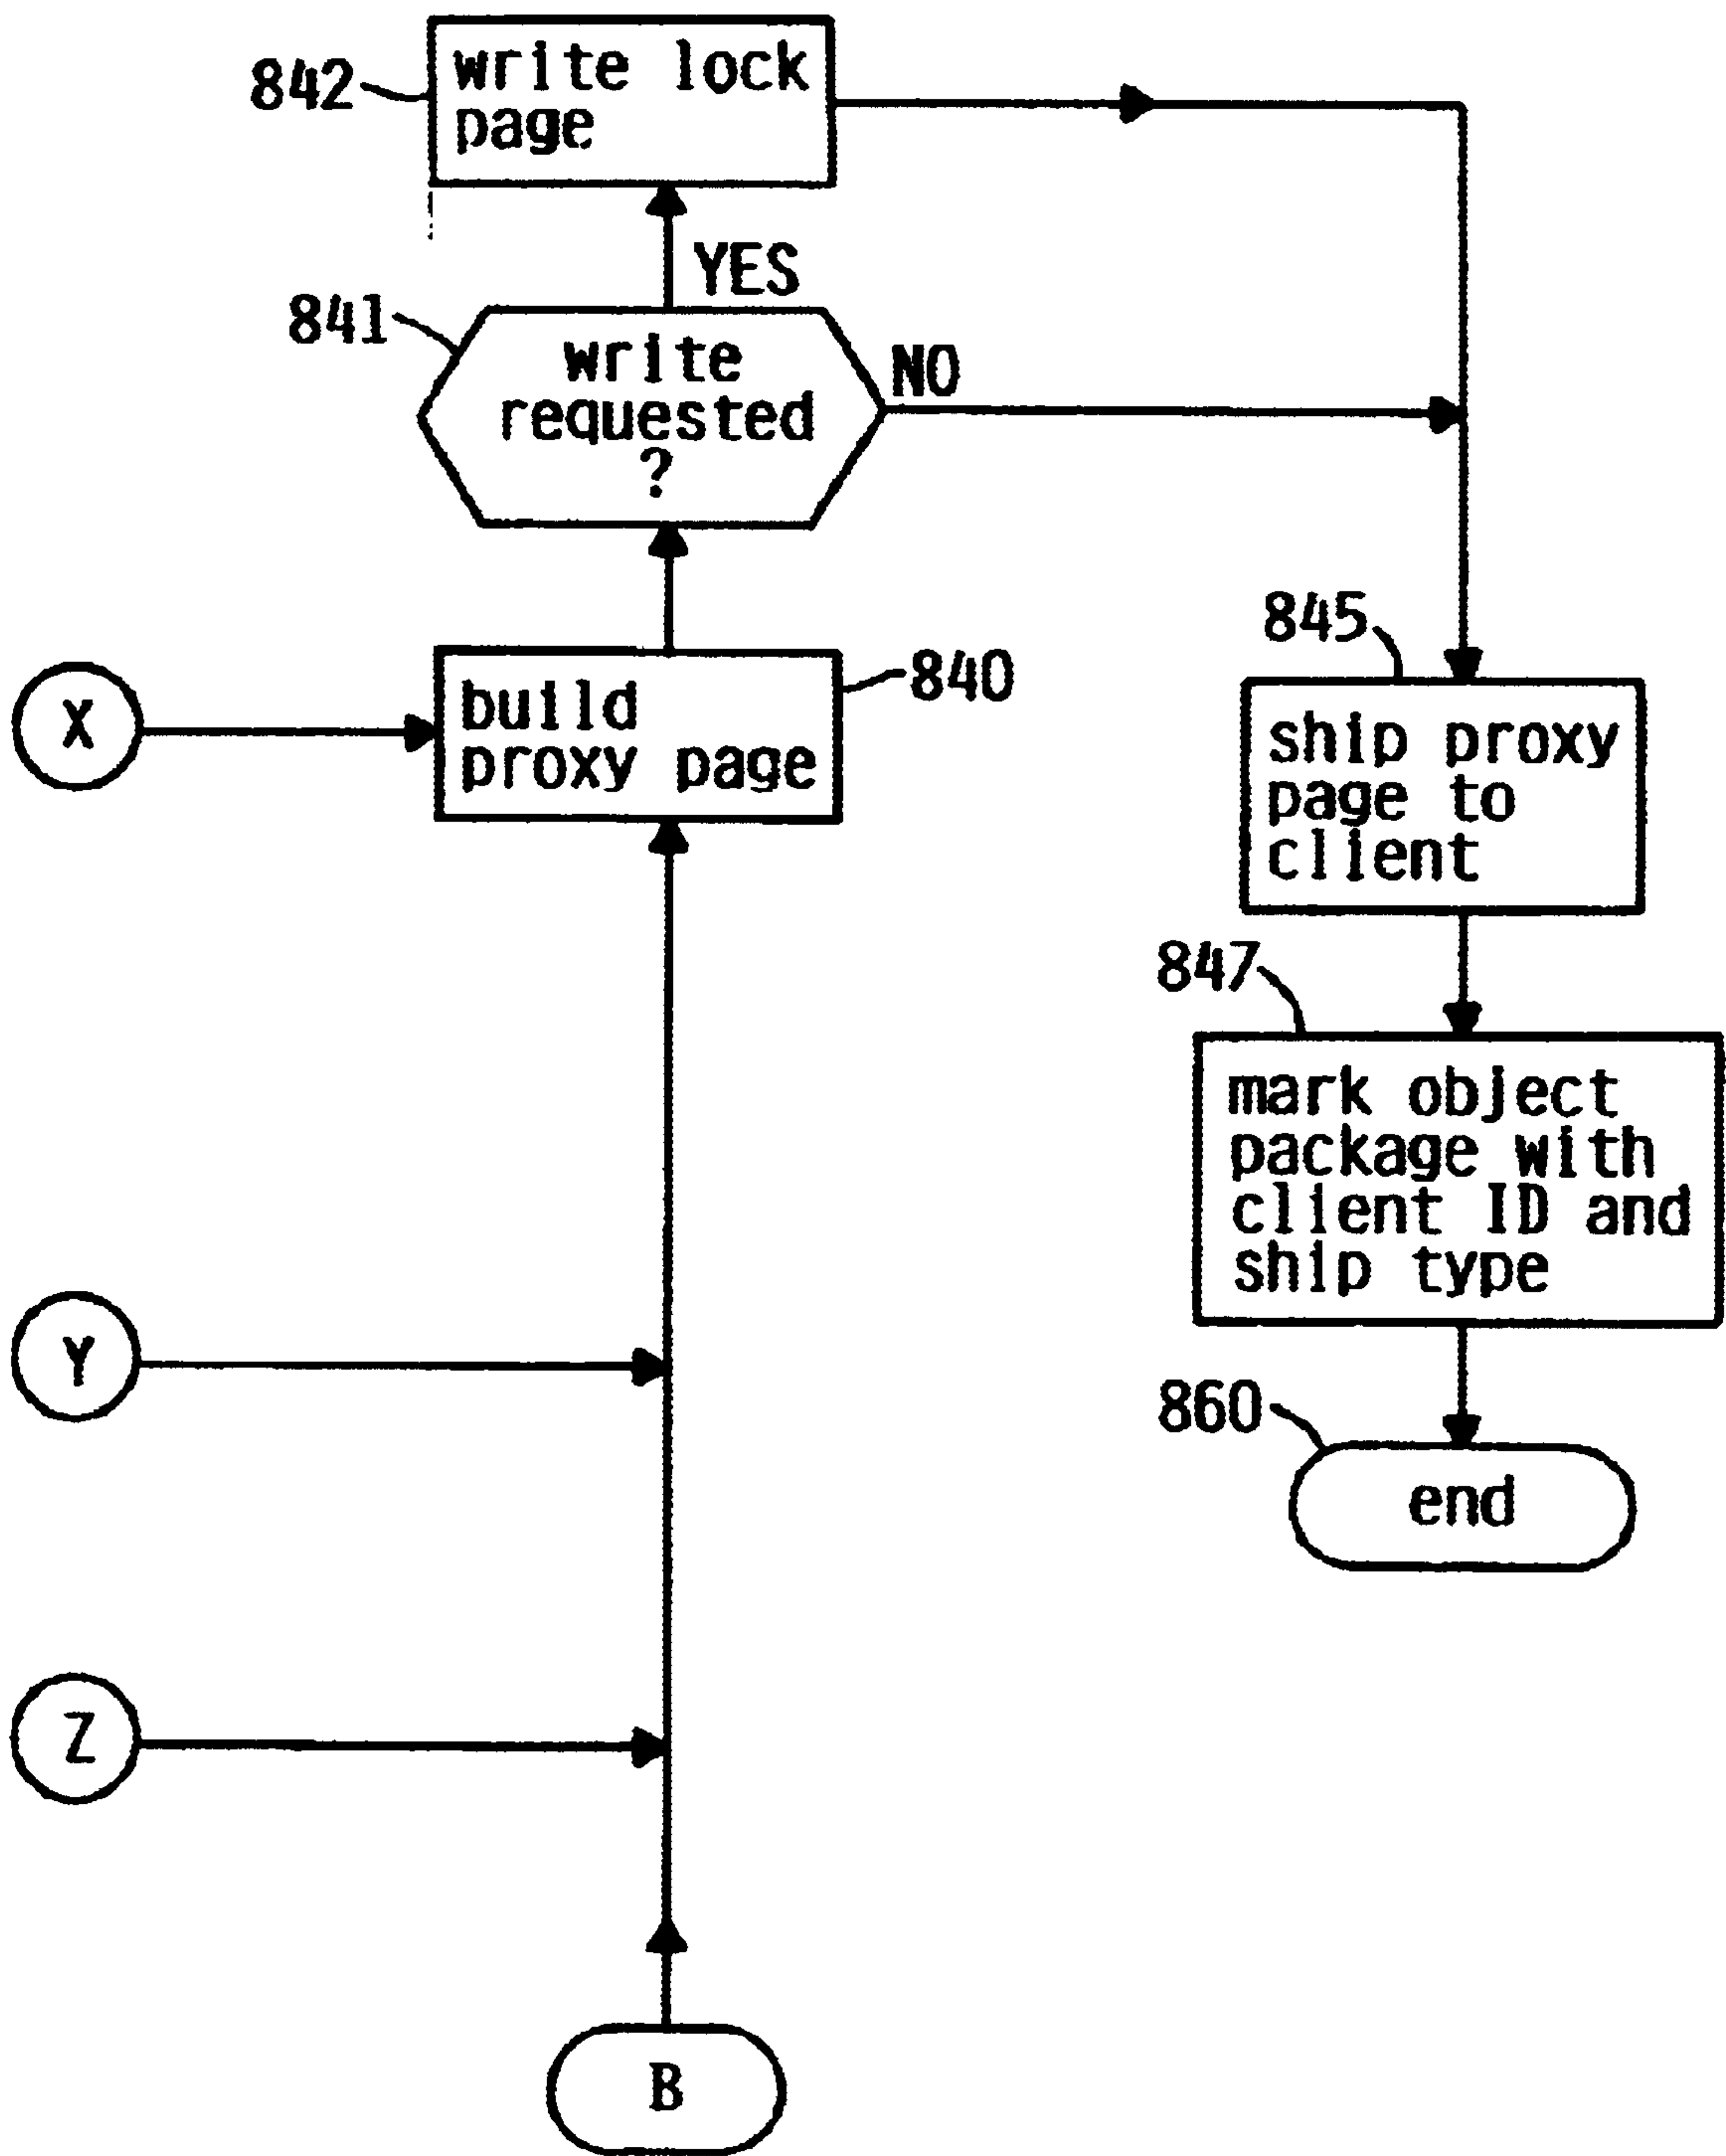 842
write lock
page
YES
841
write
requested
?
NO
845
840
X
build
proxy page
ship proxy
page to
client
847
mark object
package with
client ID and
ship type
Y
860
end
Z
B